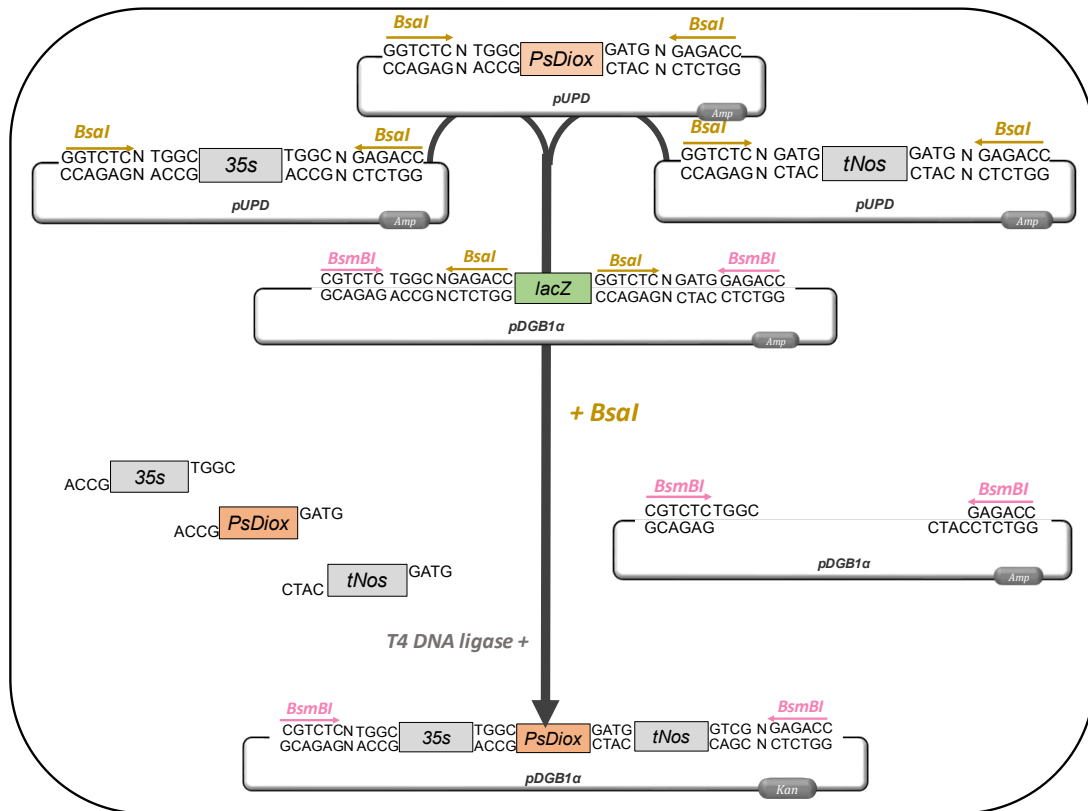 BsaI BsaI
GGTCTC N TGGC PsDiox GATG N GAGACC
CCAGAG N ACCG CTAC N CTCTGG
pUPD
Amp
BsaI BsaI
GGTCTC N TGGC 35s TGGC N GAGACC
CCAGAG N ACCG ACCG N CTCTGG
pUPD
Amp
BsaI BsaI
GGTCTC N GATG tNos GATG N GAGACC
CCAGAG N CTAC CTAC N CTCTGG
pUPD
Amp
BsmBI BsaI BsaI BsmBI
CGTCTC TGGC N GAGACC lacZ GGTCTC N GATG GAGACC
GCAGAG ACCG N CTCTGG CCAGAG N CTAC CTCTGG
pDGB1α
Amp
+ BsaI
ACCG 35s TGGC
ACCG PsDiox GATG
CTAC tNos GATG
BsmBI BsmBI
CGTCTC TGGC GAGACC
GCAGAG CTACCTCTGG
pDGB1α
Amp
T4 DNA ligase +
BsmBI BsmBI
CGTCTC N TGGC 35s TGGC PsDiox GATG tNos GTCG N GAGACC
GCAGAG N ACCG ACCG CTAC CAGC N CTCTGG
pDGB1α
Kan